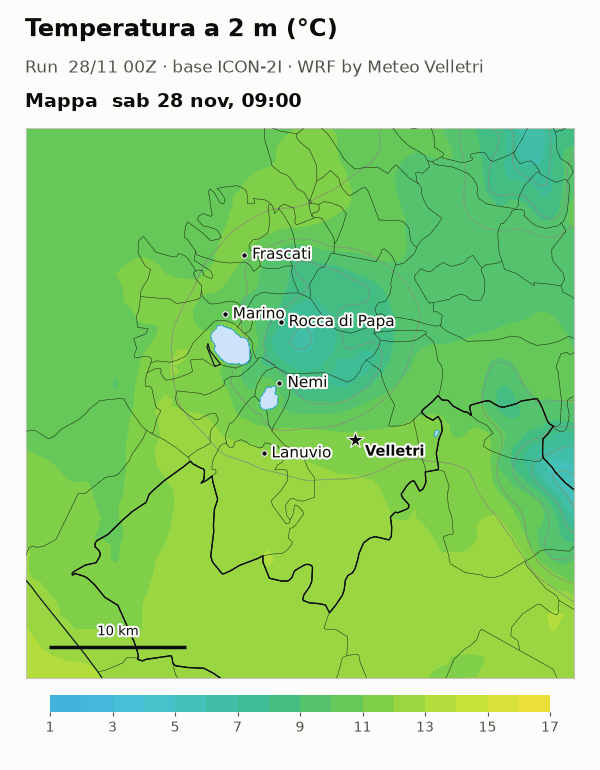 Temperatura a 2 m (°C)
Run  28/11 00Z · base ICON-2I · WRF by Meteo Velletri
Mappa  sab 28 nov, 09:00
Frascati
Marino
Rocca di Papa
Nemi
Velletri
Lanuvio
10 km
1 3 5 7 9 11 13 15 17